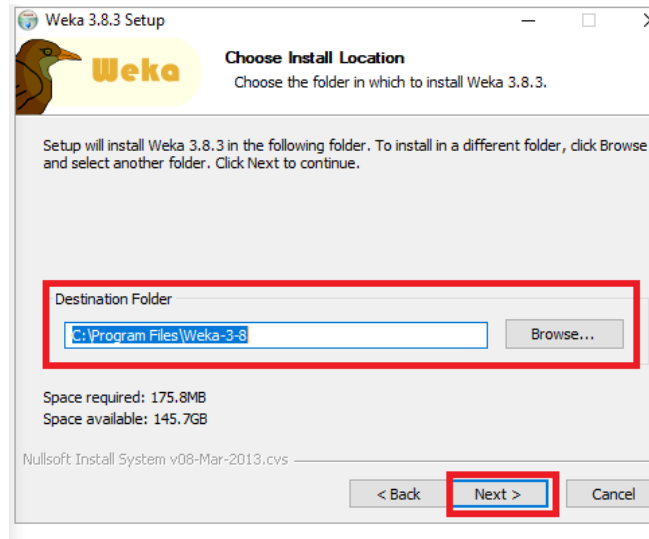 Weka 3.8.3 Setup
Weka
Choose Install Location
Choose the folder in which to install Weka 3.8.3.
Setup will install Weka 3.8.3 in the following folder. To install in a different folder, click Browse
and select another folder. Click Next to continue.
Destination Folder
C:\Program Files\Weka-3-8
Browse...
Space required: 175.8MB
Space available: 145.7GB
Nullsoft Install System v08-Mar-2013.cvs
< Back
Next >
Cancel